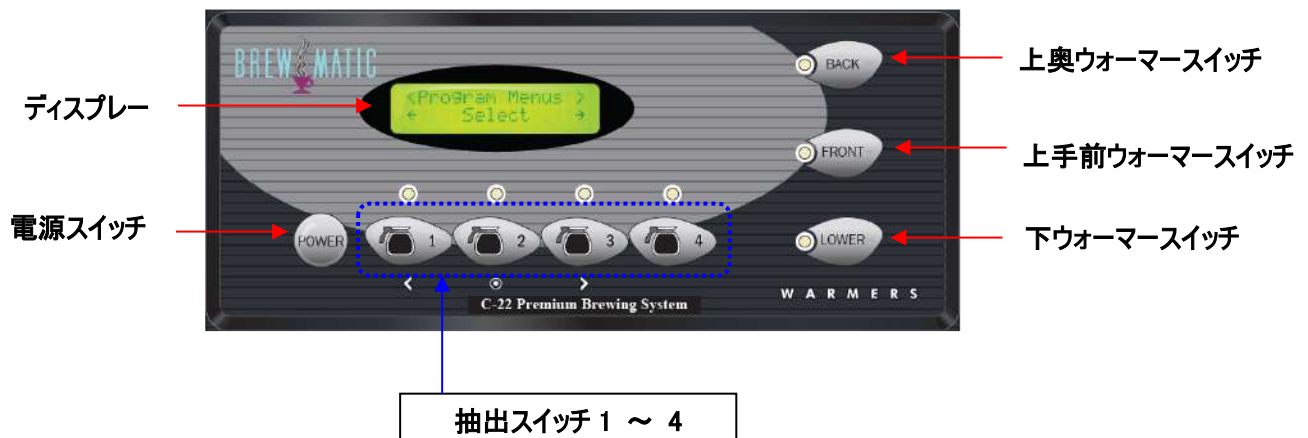 BREW MATIC
<Program Menus >
← Select →
BACK
FRONT
LOWER
WARMERS
POWER
1
2
3
4
< ⊙ >
C-22 Premium Brewing System
ディスプレー
電源スイッチ
上奥ウォーマースイッチ
上手前ウォーマースイッチ
下ウォーマースイッチ
抽出スイッチ 1 ～ 4